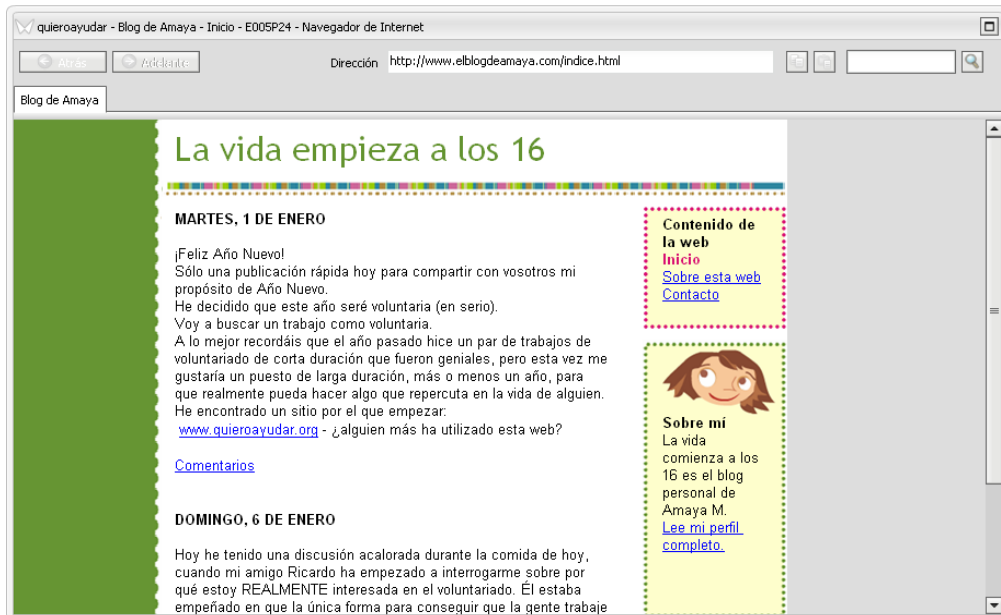 quieroayudar - Blog de Amaya - Inicio - E005P24 - Navegador de Internet
Atrás Adelante Dirección http://www.elblogdeamaya.com/indice.html
Blog de Amaya
La vida empieza a los 16
MARTES, 1 DE ENERO
¡Feliz Año Nuevo!
Sólo una publicación rápida hoy para compartir con vosotros mi
propósito de Año Nuevo.
He decidido que este año seré voluntaria (en serio).
Voy a buscar un trabajo como voluntaria.
A lo mejor recordáis que el año pasado hice un par de trabajos de
voluntariado de corta duración que fueron geniales, pero esta vez me
gustaría un puesto de larga duración, más o menos un año, para
que realmente pueda hacer algo que repercuta en la vida de alguien.
He encontrado un sitio por el que empezar:
www.quieroayudar.org - ¿alguien más ha utilizado esta web?
Comentarios
DOMINGO, 6 DE ENERO
Hoy he tenido una discusión acalorada durante la comida de hoy,
cuando mi amigo Ricardo ha empezado a interrogarme sobre por
qué estoy REALMENTE interesada en el voluntariado. Él estaba
empeñado en que la única forma para conseguir que la gente trabaje
Contenido de
la web
Inicio
Sobre esta web
Contacto
Sobre mí
La vida
comienza a los
16 es el blog
personal de
Amaya M.
Lee mi perfil
completo.